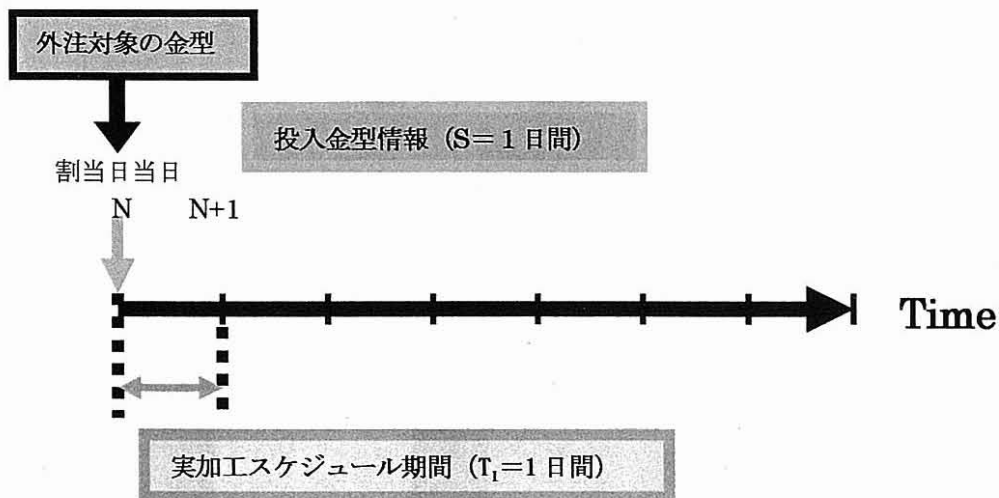 外注対象の金型
投入金型情報（S＝1日間）
割当日当日
N N+1
Time
実加工スケジュール期間（T₁＝1日間）